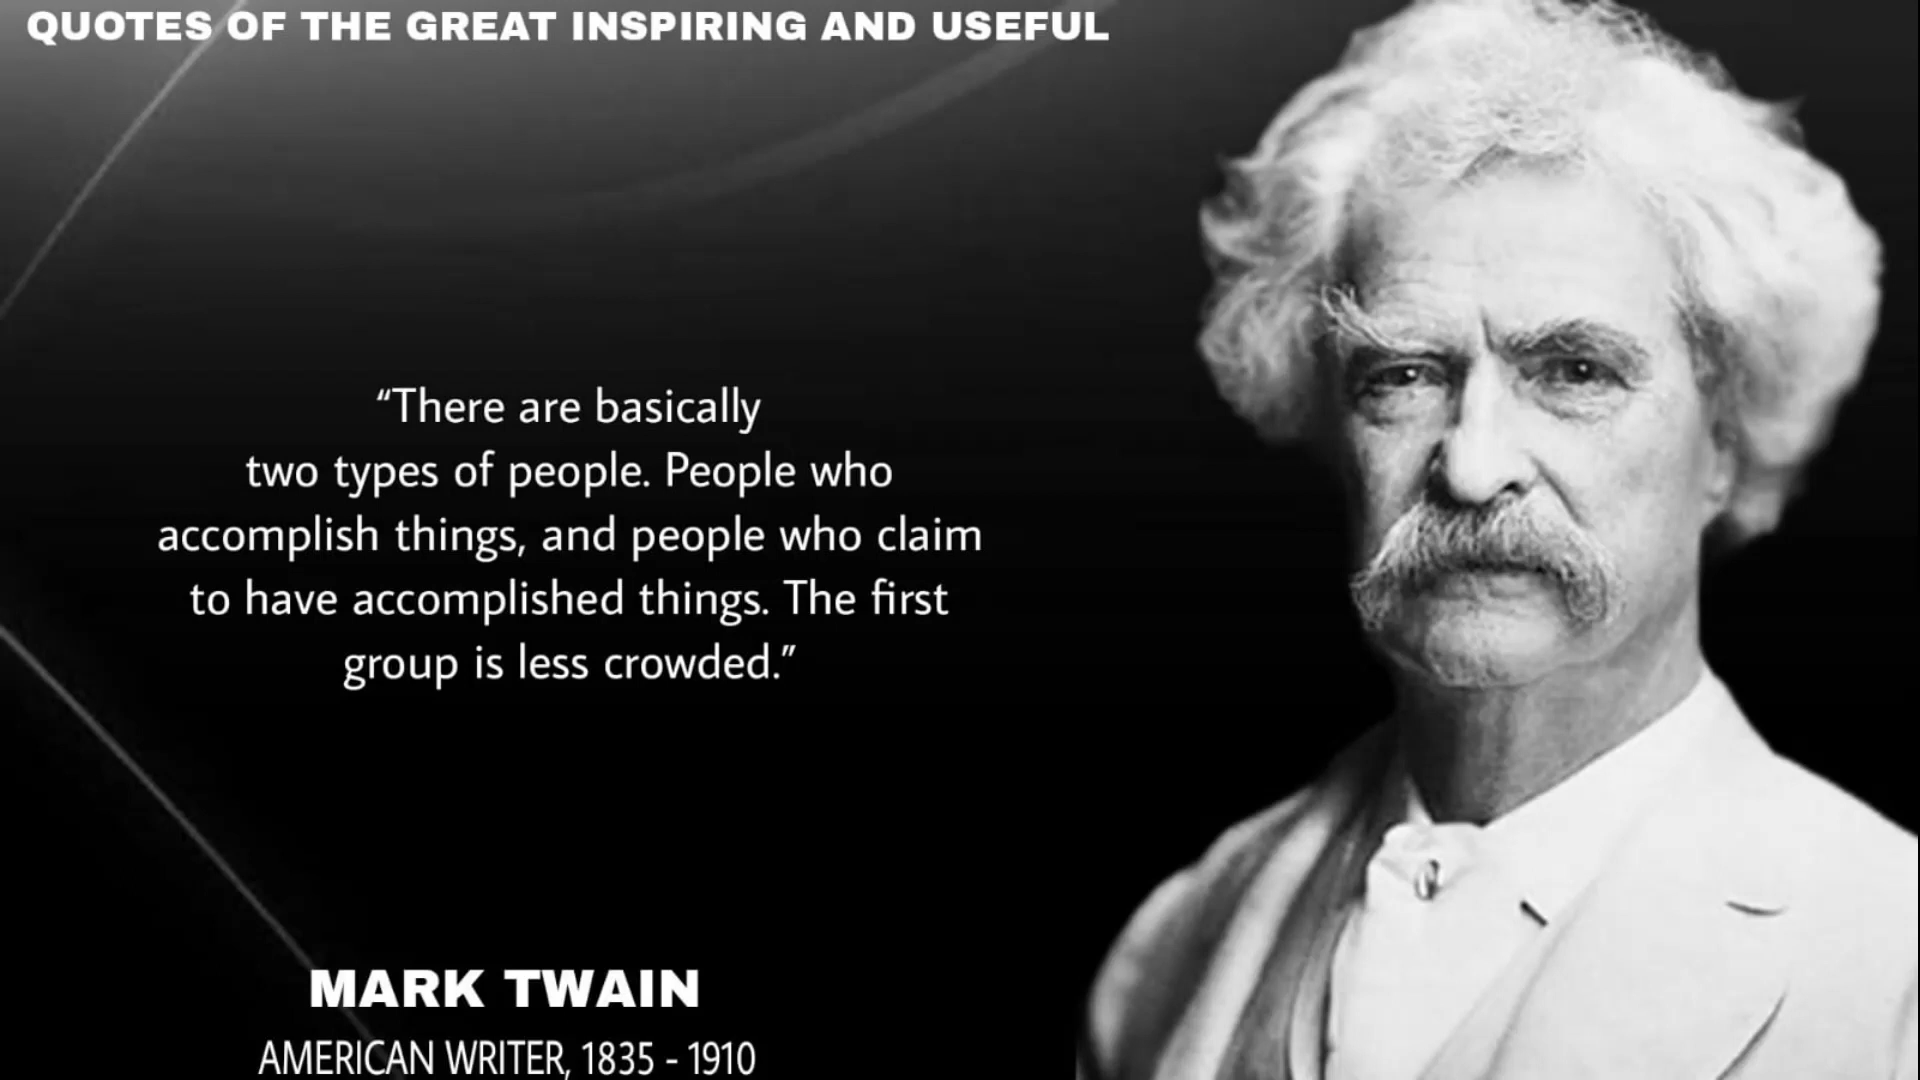 QUOTES OF THE GREAT INSPIRING AND USEFUL
“There are basically
two types of people. People who
accomplish things, and people who claim
to have accomplished things. The first
group is less crowded.”
MARK TWAIN
AMERICAN WRITER, 1835 - 1910